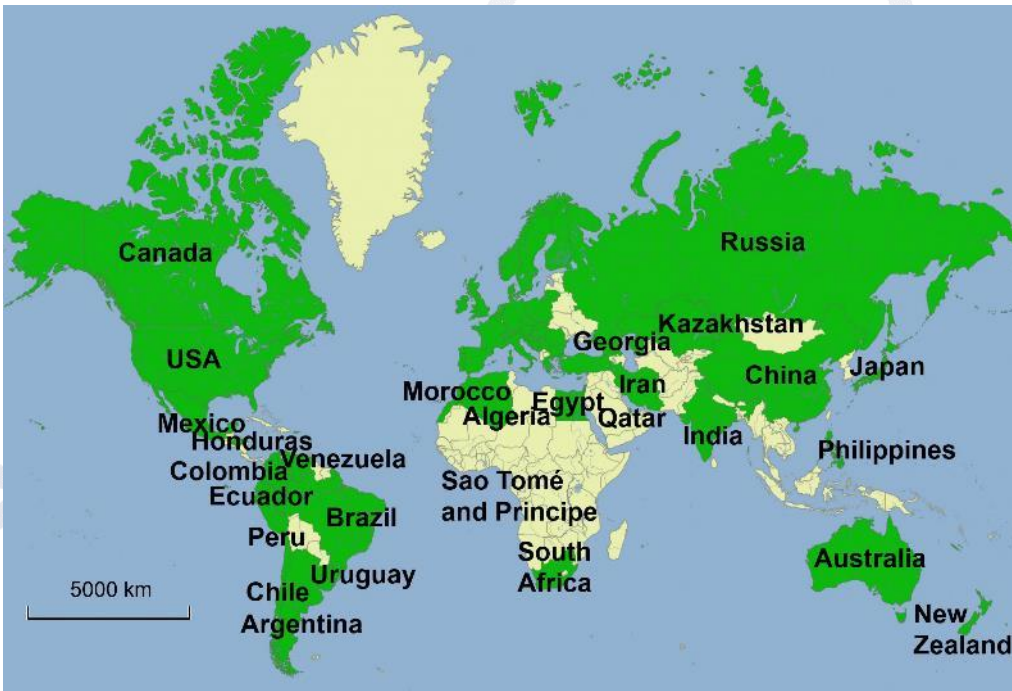 Canada
Russia
USA
Georgia
Kazakhstan
Japan
China
Iran
Morocco
Algeria
Egypt
Qatar
India
Mexico
Honduras
Venezuela
Colombia
Ecuador
Philippines
Sao Tomé
and Principe
Brazil
Peru
South
Africa
Australia
Uruguay
Chile
Argentina
5000 km
New
Zealand